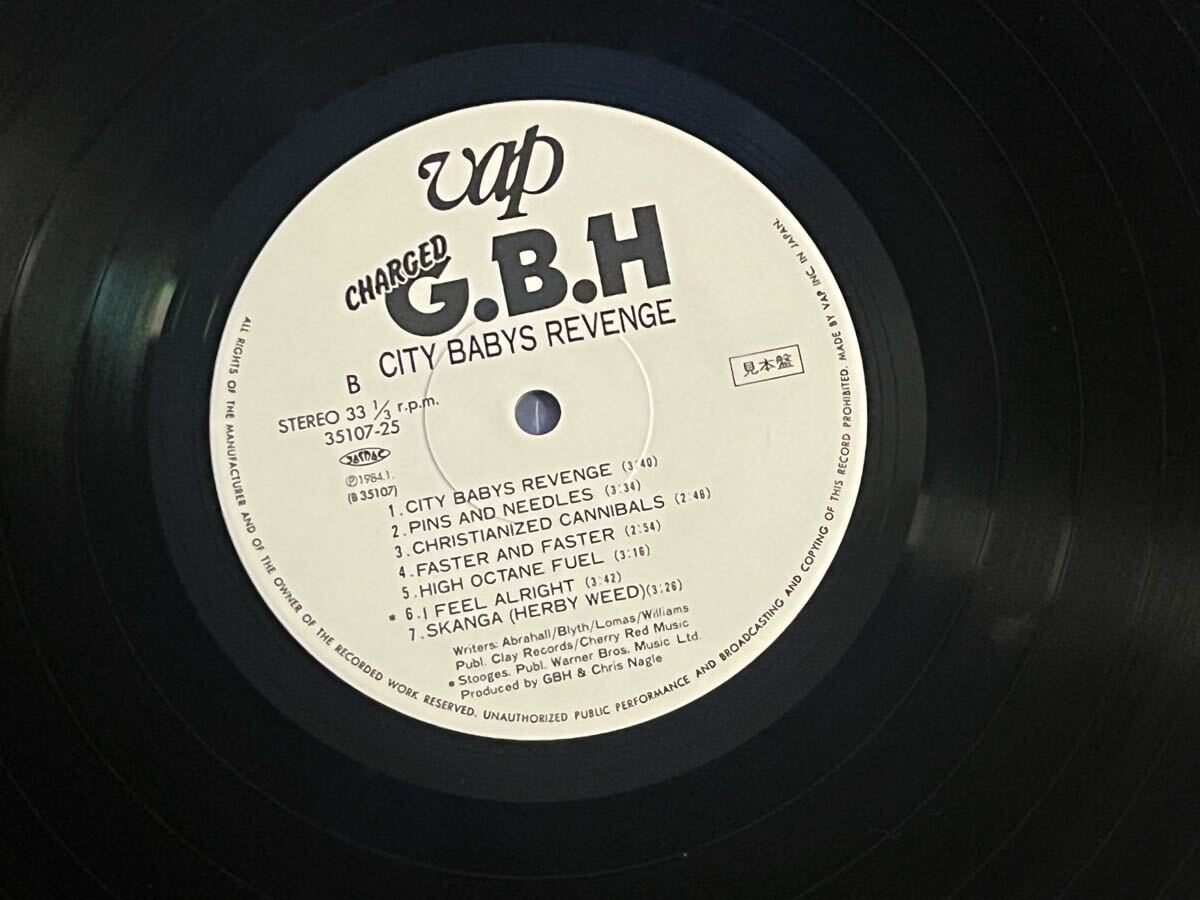 vap
CHARGED
G.B.H
CITY BABYS REVENGE
B
STEREO 33 1/3 r.p.m.
35107-25
JASRAC
Ⓟ1984.1.
(B 35107)
見本盤
1. CITY BABYS REVENGE (3:40)
2. PINS AND NEEDLES (3:34)
3. CHRISTIANIZED CANNIBALS (2:46)
4. FASTER AND FASTER (2:54)
5. HIGH OCTANE FUEL (3:16)
* 6. I FEEL ALRIGHT (3:42)
7. SKANGA (HERBY WEED) (3:26)
Writers: Abrahall/Blyth/Lomas/Williams
Publ. Clay Records/Cherry Red Music
* Stooges. Publ. Warner Bros. Music Ltd.
Produced by GBH & Chris Nagle
ALL RIGHTS OF THE MANUFACTURER AND OF THE OWNER OF THE RECORDED WORK RESERVED. UNAUTHORIZED PUBLIC PERFORMANCE AND BROADCASTING AND COPYING OF THIS RECORD PROHIBITED. MADE BY VAP INC. IN JAPAN.